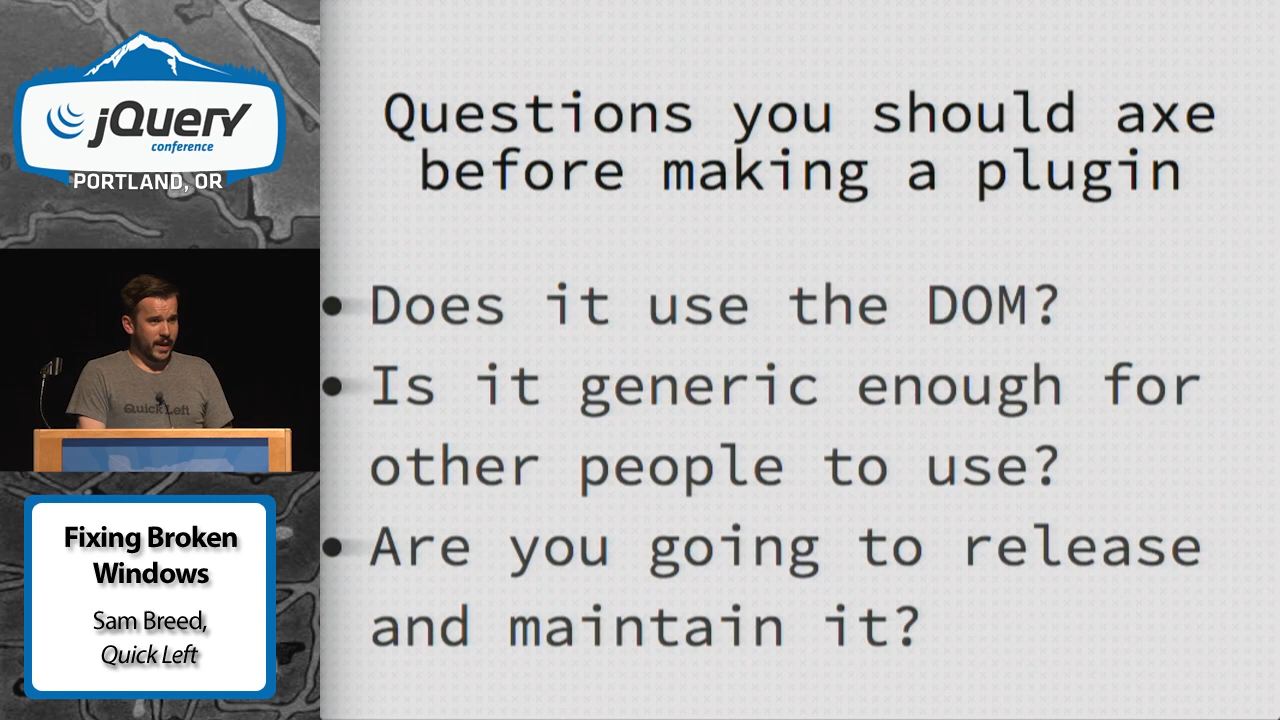 jQuery
conference
PORTLAND, OR
Quick Left
Fixing Broken
Windows
Sam Breed,
Quick Left
Questions you should axe
before making a plugin
• Does it use the DOM?
• Is it generic enough for
other people to use?
• Are you going to release
and maintain it?